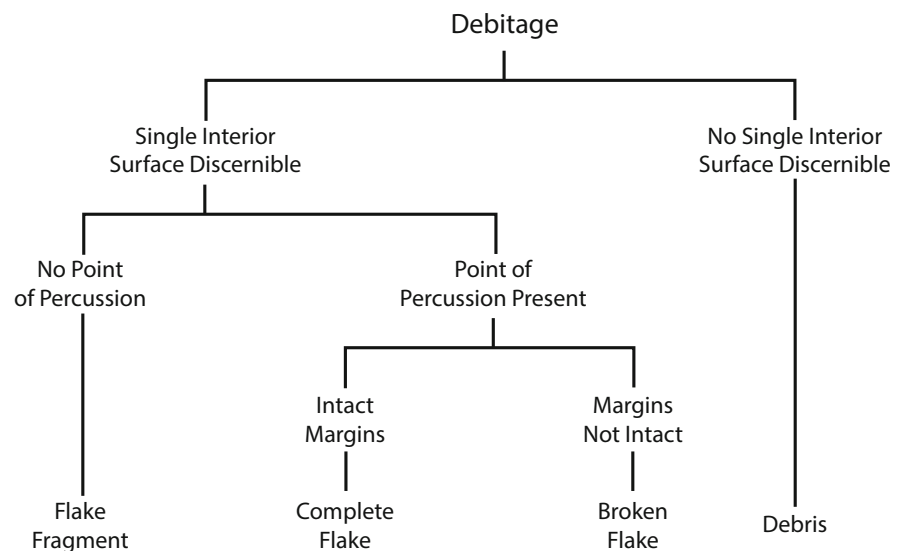 Debitage
Single Interior
Surface Discernible
No Single Interior
Surface Discernible
No Point
of Percussion
Point of
Percussion Present
Intact
Margins
Margins
Not Intact
Flake
Fragment
Complete
Flake
Broken
Flake
Debris